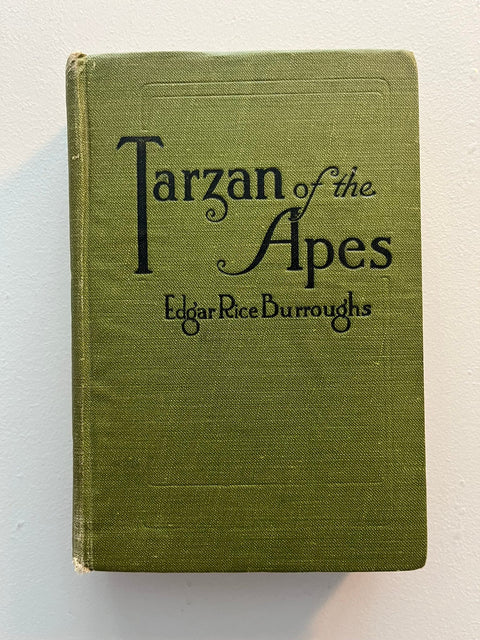 Tarzan of the
Apes
Edgar Rice Burroughs